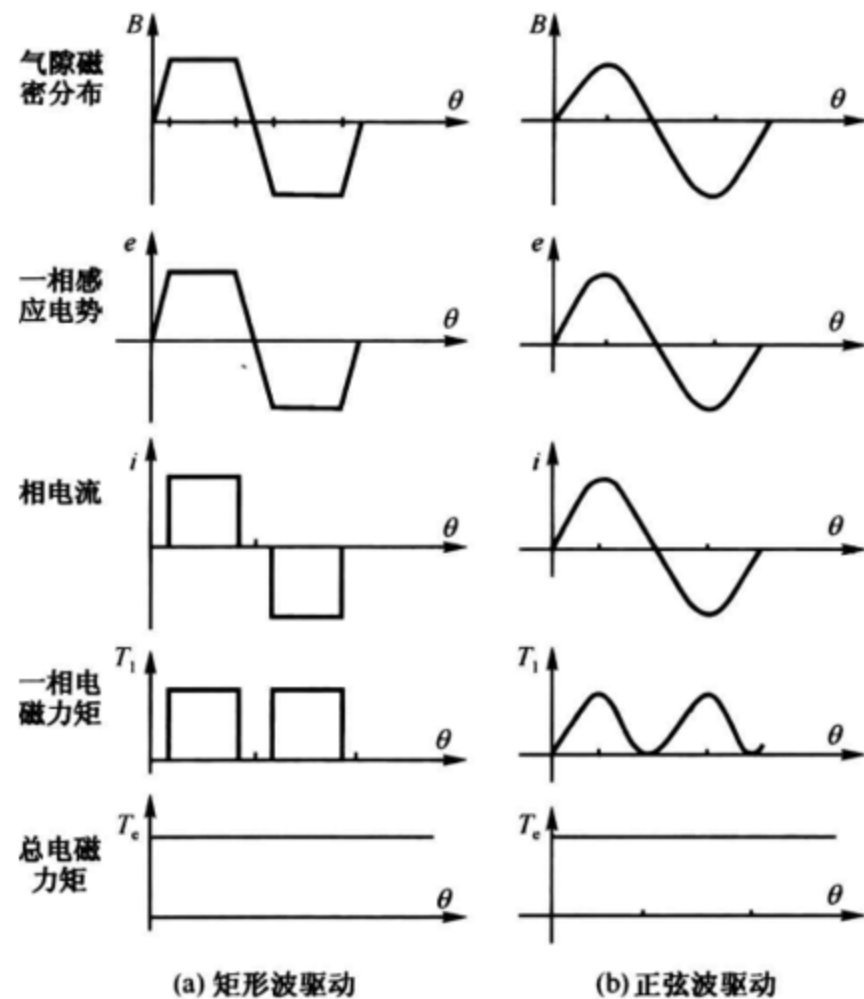 B
θ
B
θ
气隙磁
密分布
e
θ
e
θ
一相感
应电势
i
θ
i
θ
相电流
T₁
θ
T₁
θ
一相电
磁力矩
Tₑ
θ
Tₑ
θ
总电磁
力矩
(a) 矩形波驱动
(b) 正弦波驱动